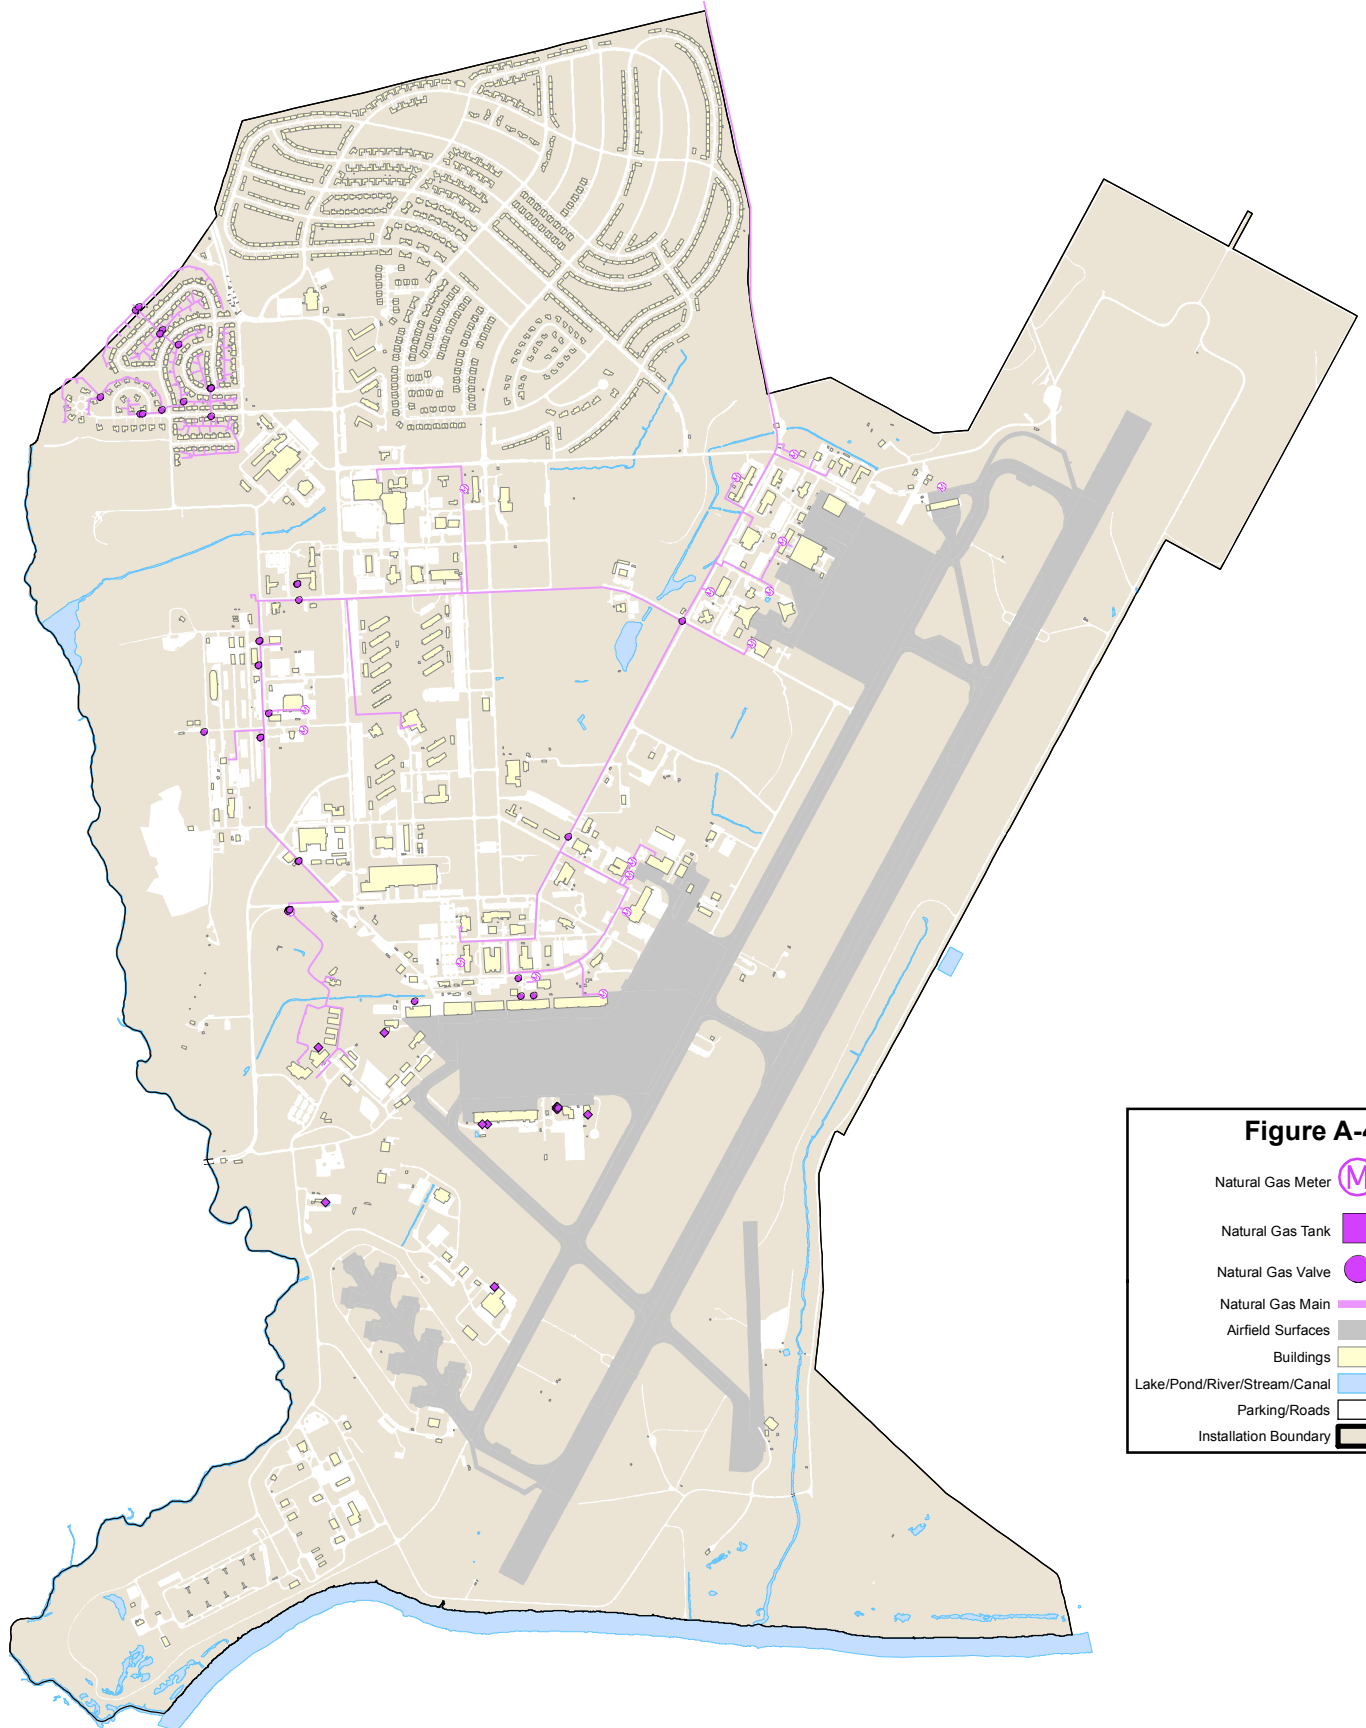 Figure A-4
Natural Gas Meter M
Natural Gas Tank
Natural Gas Valve
Natural Gas Main
Airfield Surfaces
Buildings
Lake/Pond/River/Stream/Canal
Parking/Roads
Installation Boundary